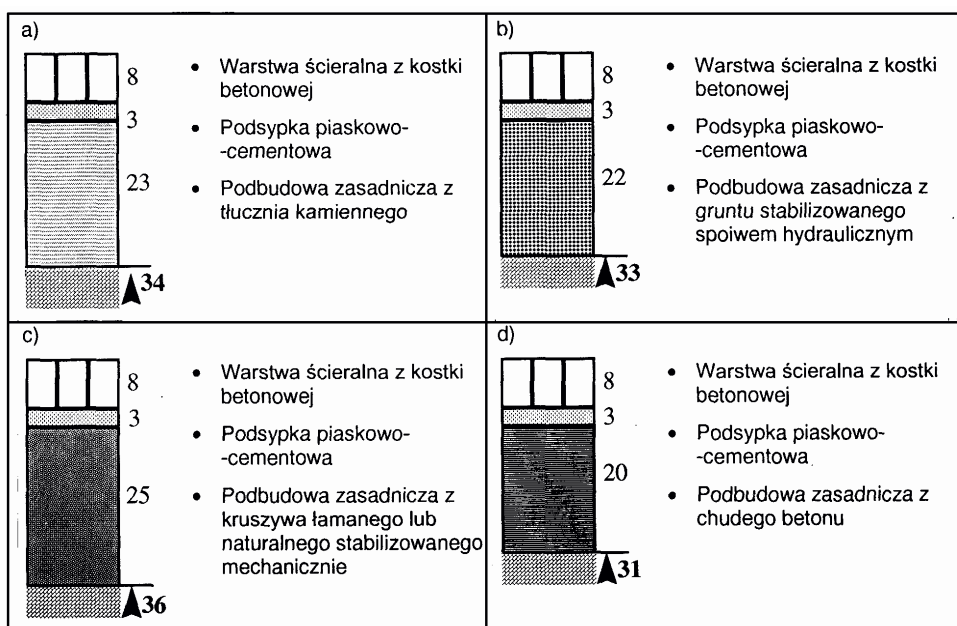 a)
8
3
23
34
• Warstwa ścieralna z kostki
betonowej
• Podsypka piaskowo-
-cementowa
• Podbudowa zasadnicza z
tłucznia kamiennego
b)
8
3
22
33
• Warstwa ścieralna z kostki
betonowej
• Podsypka piaskowo-
-cementowa
• Podbudowa zasadnicza z
gruntu stabilizowanego
spoiwem hydraulicznym
c)
8
3
25
36
• Warstwa ścieralna z kostki
betonowej
• Podsypka piaskowo-
-cementowa
• Podbudowa zasadnicza z
kruszywa łamanego lub
naturalnego stabilizowanego
mechanicznie
d)
8
3
20
31
• Warstwa ścieralna z kostki
betonowej
• Podsypka piaskowo-
-cementowa
• Podbudowa zasadnicza z
chudego betonu